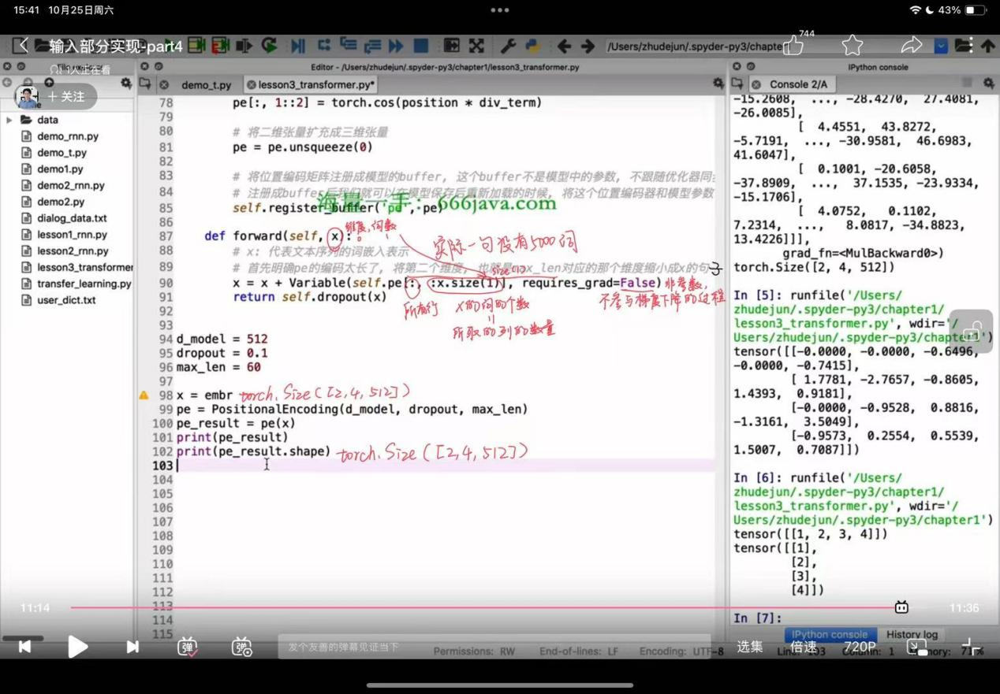 15:41 10月25日周六
43%
输入部分实现-part4
/Users/zhudejun/.spyder-py3/chapte
744
1人正在看
+ 关注
Editor - /Users/zhudejun/.spyder-py3/chapter1/lesson3_transformer.py
IPython console
demo_t.py
lesson3_transformer.py*
Console 2/A
data
demo_rnn.py
demo_t.py
demo1.py
demo2_rnn.py
demo2.py
dialog_data.txt
lesson1_rnn.py
lesson2_rnn.py
lesson3_transformer
transfer_learning.py
user_dict.txt
78 pe[:, 1::2] = torch.cos(position * div_term)
79
80 # 将二维张量扩充成三维张量
81 pe = pe.unsqueeze(0)
82
83 # 将位置编码矩阵注册成模型的buffer, 这个buffer不是模型中的参数, 不跟随优化器同
84 # 注册成buffer后我们就可以在模型保存后重新加载的时候, 将这个位置编码器和模型参数
海量一手: 666java.com
85 self.register_buffer('pe', pe)
86
维度,词数
87 def forward(self, x):
实际一句没有5000词
88 # x: 代表文本序列的词嵌入表示
89 # 首先明确pe的编码太长了, 将第二个维度, 也就是max_len对应的那个维度缩小成x的句
size(1)
90 x = x + Variable(self.pe[:, :x.size(1)], requires_grad=False)
非参数,
不参与梯度下降的过程
91 return self.dropout(x)
所有行
x的词的个数
所取的列的数量
92
93
94 d_model = 512
95 dropout = 0.1
96 max_len = 60
97
98 x = embr torch.Size([2,4,512])
99 pe = PositionalEncoding(d_model, dropout, max_len)
100 pe_result = pe(x)
101 print(pe_result)
102 print(pe_result.shape) torch.Size([2,4,512])
103
104
105
106
107
108
109
110
111
112
113
114
115
-15.2608, ..., -28.4270, 27.4081,
-26.0085],
[ 4.4551, 43.8272,
-5.7191, ..., -30.9581, 46.6983,
41.6047],
[ 0.1001, -20.6058,
-37.8909, ..., 37.1535, -23.9334,
-15.1706],
[ 4.0752, 0.1102,
7.2314, ..., 8.0817, -34.8823,
13.4226]]],
grad_fn=<MulBackward0>)
torch.Size([2, 4, 512])
In [5]: runfile('/Users/
zhudejun/.spyder-py3/chapter1/
lesson3_transformer.py', wdir='/
Users/zhudejun/.spyder-py3/chapter1')
tensor([[-0.0000, -0.0000, -0.6496,
-0.0000, -0.7415],
[ 1.7781, -2.7657, -0.8605,
1.4393, 0.9181],
[-0.0000, -0.9528, 0.8816,
-1.3161, 3.5049],
[-0.9573, 0.2554, 0.5539,
1.5007, 0.7087]])
In [6]: runfile('/Users/
zhudejun/.spyder-py3/chapter1/
lesson3_transformer.py', wdir='/
Users/zhudejun/.spyder-py3/chapter1')
tensor([[1, 2, 3, 4]])
tensor([[1],
[2],
[3],
[4]])
In [7]:
IPython console
History log
11:14
11:36
弹
弹
发个友善的弹幕见证当下
Permissions: RW
End-of-lines: LF
Encoding: UTF-8
Line: 103
Column: 1
Memory: 71%
选集
倍速
720P